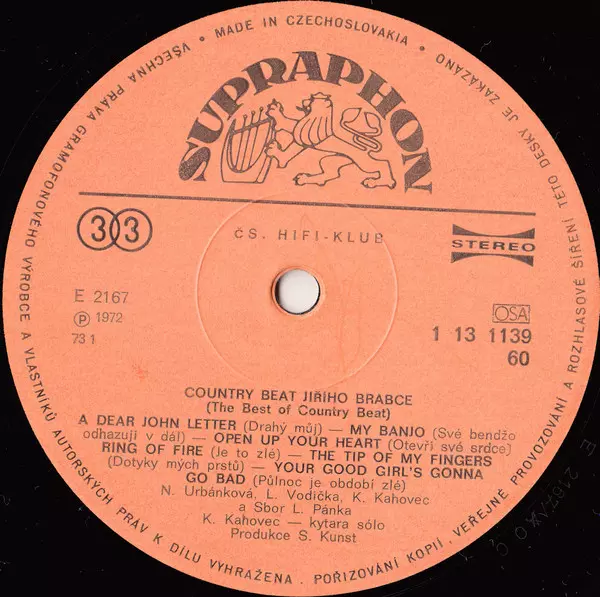 VŠECHNA PRÁVA GRAMOFONOVÉHO VÝROBCE A VLASTNÍKŮ AUTORSKÝCH PRÁV K DÍLU VYHRAŽENA. POŘIZOVÁNÍ KOPIÍ, VEŘEJNÉ PROVOZOVÁNÍ A ROZHLASOVÉ ŠÍŘENÍ TÉTO DESKY JE ZAKÁZÁNO
• MADE IN CZECHOSLOVAKIA •
SUPRAPHON
33
ČS. HIFI-KLUB
STEREO
E 2167
Ⓟ 1972
73 1
OSA
1 13 1139
60
COUNTRY BEAT JIŘÍHO BRABCE
(The Best of Country Beat)
A DEAR JOHN LETTER (Drahý můj) — MY BANJO (Své bendžo
odhazuji v dál) — OPEN UP YOUR HEART (Otevři své srdce)
RING OF FIRE (Je to zlé) — THE TIP OF MY FINGERS
(Dotyky mých prstů) — YOUR GOOD GIRL'S GONNA
GO BAD (Půlnoc je období zlé)
N. Urbánková, L. Vodička, K. Kahovec
a Sbor L. Pánka
K. Kahovec — kytara sólo
Produkce S. Kunst